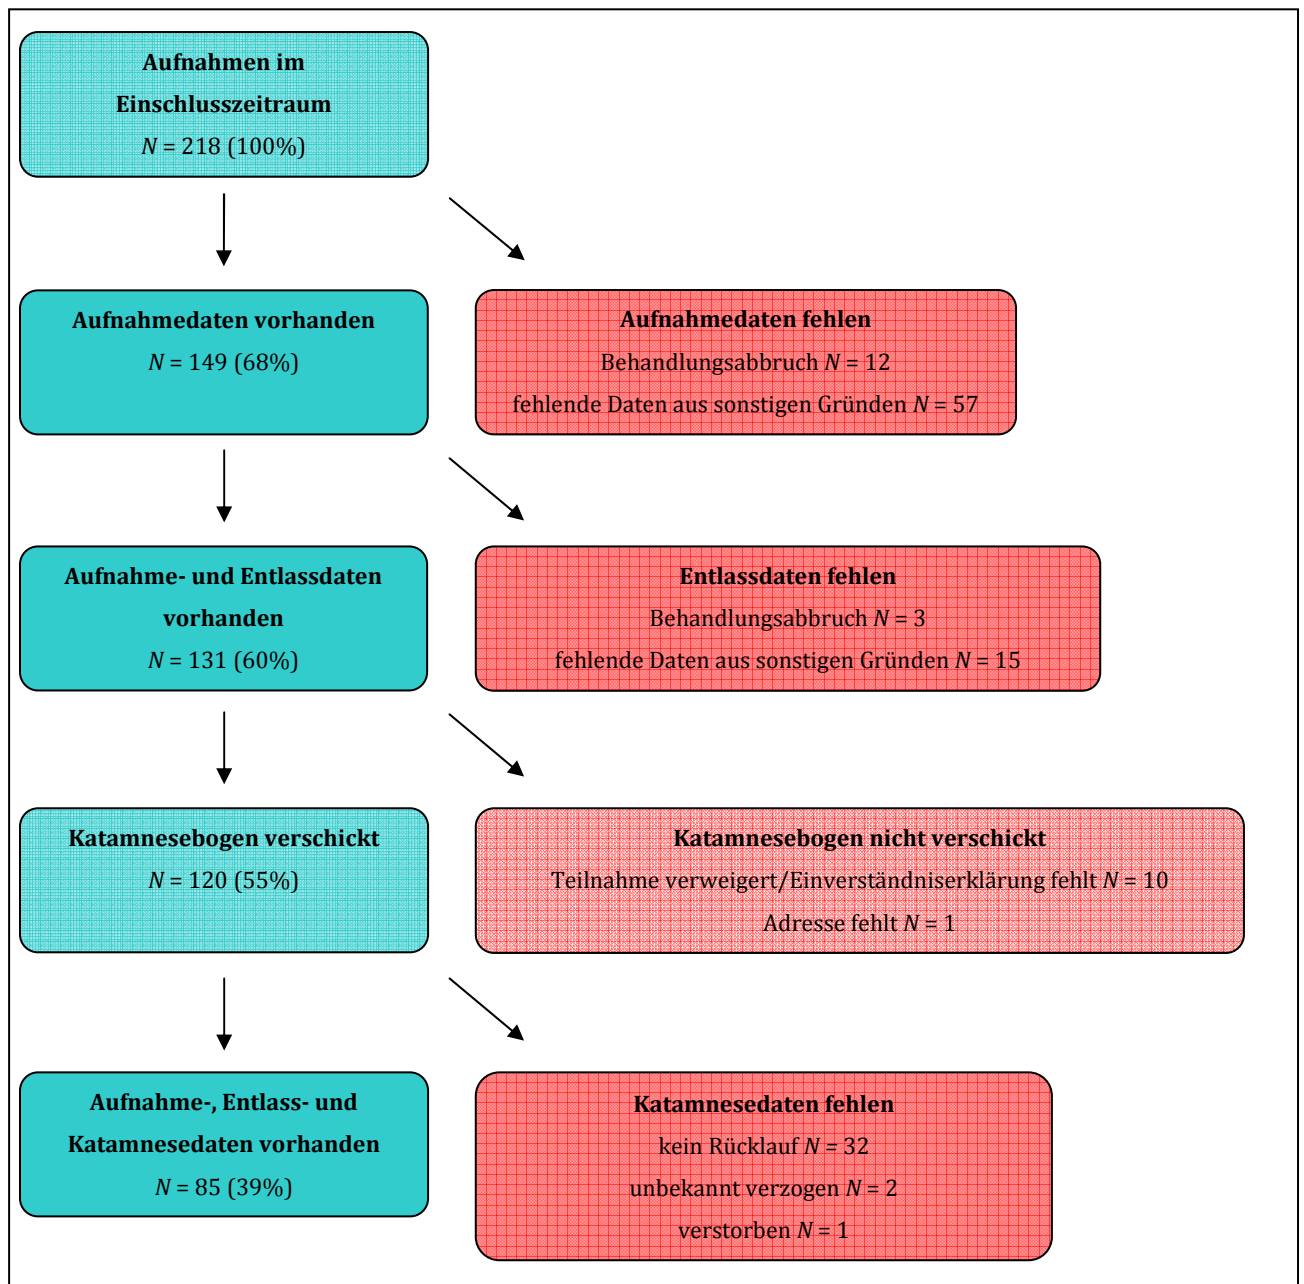 Aufnahmen im
Einschlusszeitraum
N = 218 (100%)
Aufnahmedaten vorhanden
N = 149 (68%)
Aufnahmedaten fehlen
Behandlungsabbruch N = 12
fehlende Daten aus sonstigen Gründen N = 57
Aufnahme- und Entlassdaten
vorhanden
N = 131 (60%)
Entlassdaten fehlen
Behandlungsabbruch N = 3
fehlende Daten aus sonstigen Gründen N = 15
Katamnesebogen verschickt
N = 120 (55%)
Katamnesebogen nicht verschickt
Teilnahme verweigert/Einverständniserklärung fehlt N = 10
Adresse fehlt N = 1
Aufnahme-, Entlass- und
Katamnesedaten vorhanden
N = 85 (39%)
Katamnesedaten fehlen
kein Rücklauf N = 32
unbekannt verzogen N = 2
verstorben N = 1